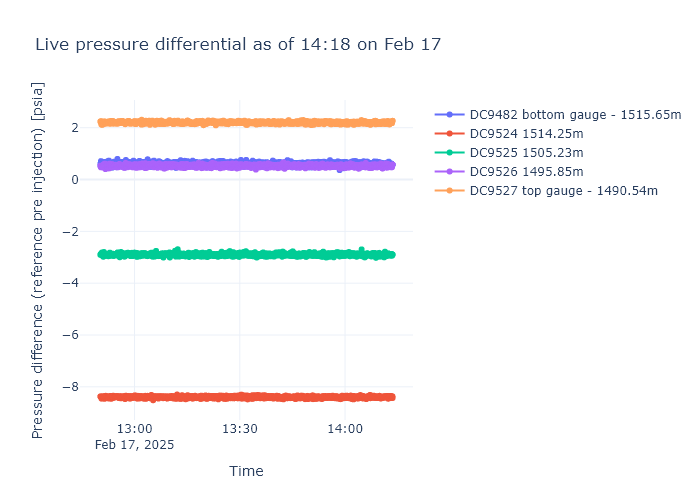 Live pressure differential as of 14:18 on Feb 17
Pressure difference (reference pre injection) [psia]
2
0
−2
−4
−6
−8
13:00
Feb 17, 2025
13:30
14:00
Time
DC9482 bottom gauge - 1515.65m
DC9524 1514.25m
DC9525 1505.23m
DC9526 1495.85m
DC9527 top gauge - 1490.54m